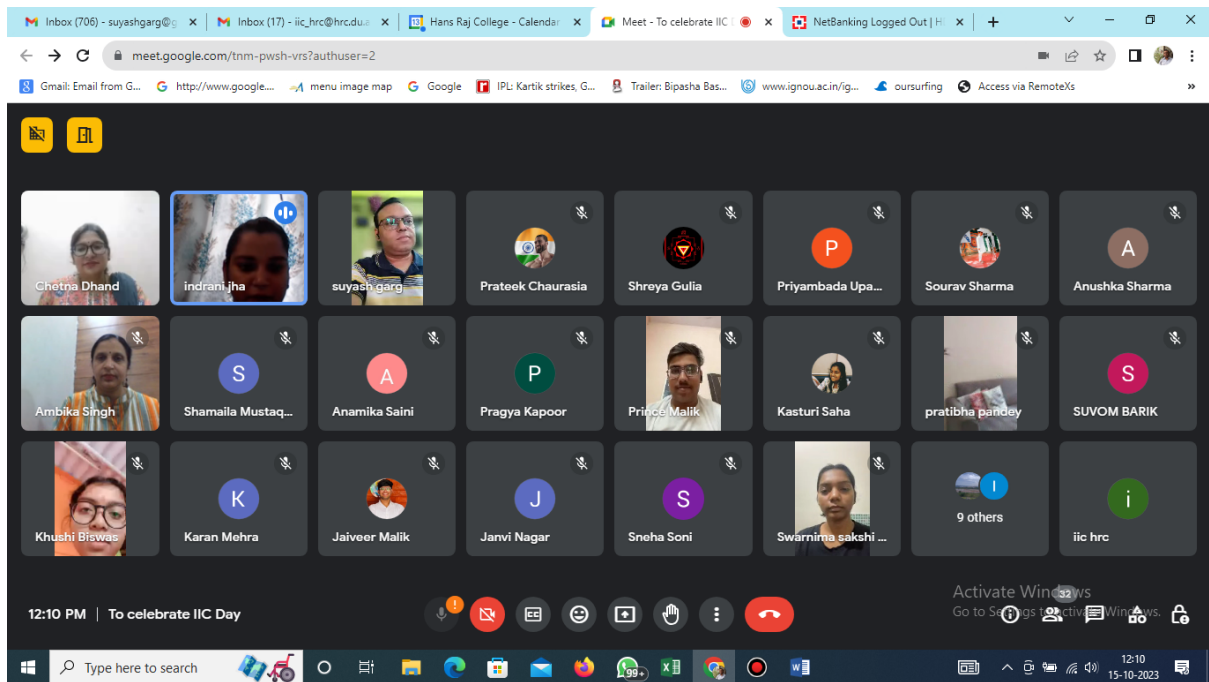 Inbox (706) - suyashgarg@g
Inbox (17) - iic_hrc@hrc.du.a
13
Hans Raj College - Calendar
Meet - To celebrate IIC D
NetBanking Logged Out | H
meet.google.com/tnm-pwsh-vrs?authuser=2
Gmail: Email from G...
http://www.google....
menu image map
Google
IPL: Kartik strikes, G...
Trailer: Bipasha Bas...
www.ignou.ac.in/ig...
oursurfing
Access via RemoteXs
»
Chetna Dhand
indrani jha
suyash garg
Prateek Chaurasia
Shreya Gulia
P
Priyambada Upa...
Sourav Sharma
A
Anushka Sharma
Ambika Singh
S
Shamaila Mustaq...
A
Anamika Saini
P
Pragya Kapoor
Prince Malik
Kasturi Saha
pratibha pandey
S
SUVOM BARIK
Khushi Biswas
K
Karan Mehra
Jaiveer Malik
J
Janvi Nagar
S
Sneha Soni
Swarnima sakshi ...
I
9 others
i
iic hrc
12:10 PM | To celebrate IIC Day
CC
32
Activate Windows
Go to Settings to activate Windows.
Type here to search
99+
12:10
15-10-2023